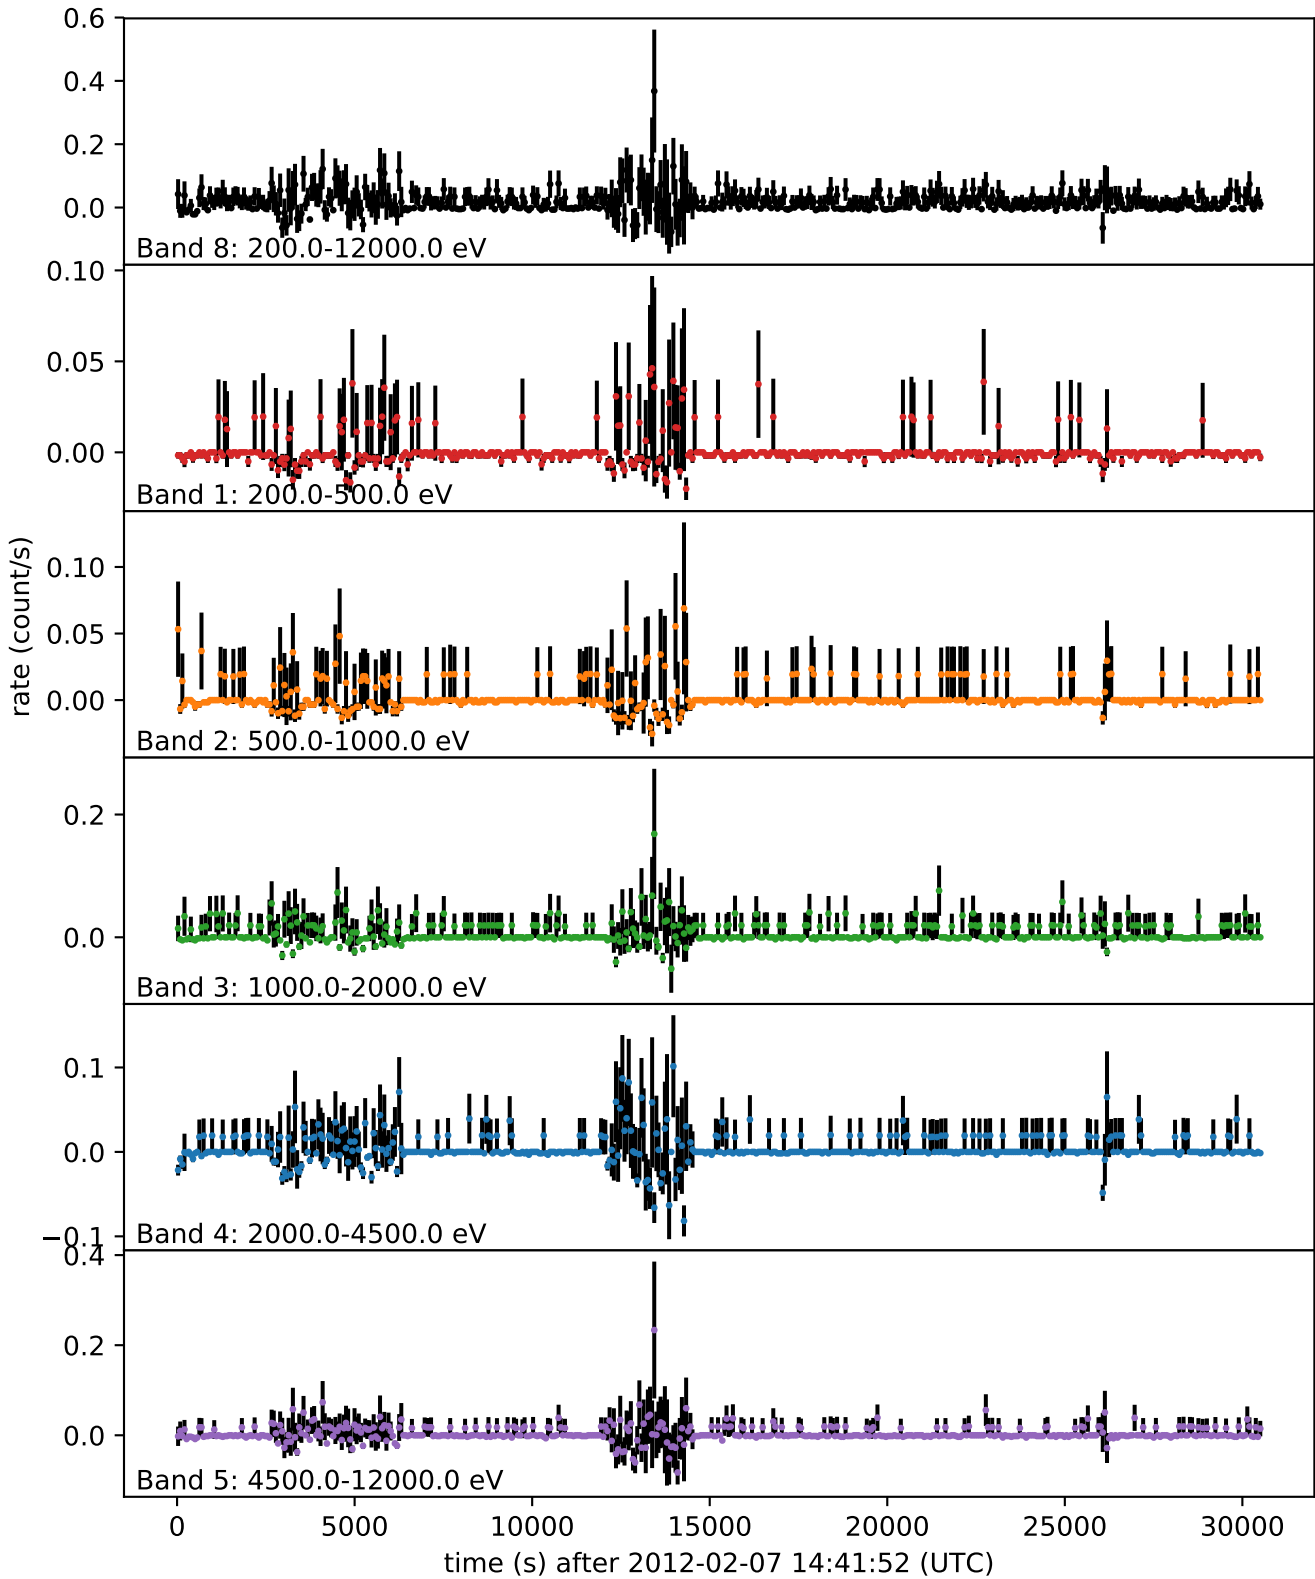 0.6
0.4
0.2
0.0
Band 8: 200.0-12000.0 eV
0.10
0.05
0.00
Band 1: 200.0-500.0 eV
0.10
0.05
0.00
Band 2: 500.0-1000.0 eV
rate (count/s)
0.2
0.0
Band 3: 1000.0-2000.0 eV
0.1
0.0
−0.1
Band 4: 2000.0-4500.0 eV
0.4
0.2
0.0
Band 5: 4500.0-12000.0 eV
0 5000 10000 15000 20000 25000 30000
time (s) after 2012-02-07 14:41:52 (UTC)